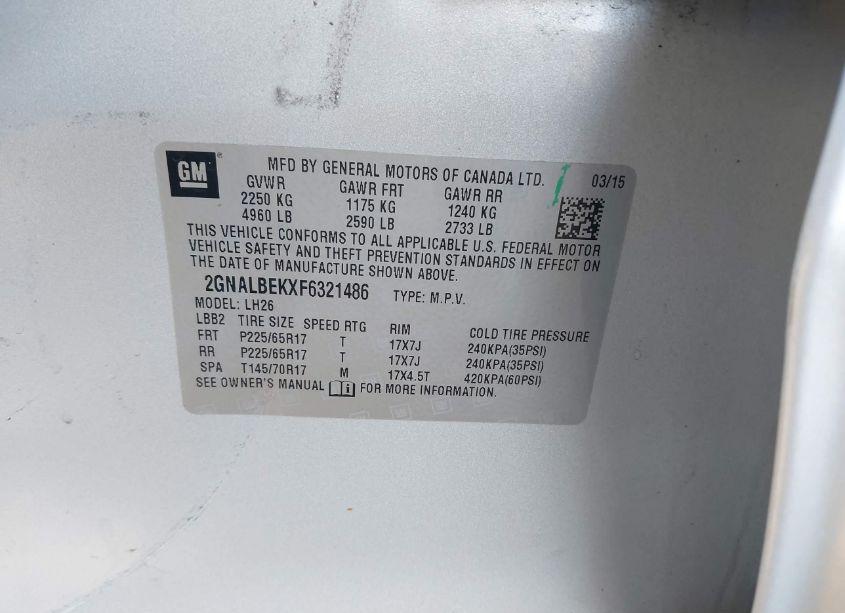 GM
MFD BY GENERAL MOTORS OF CANADA LTD. 03/15
GVWR GAWR FRT GAWR RR
2250 KG 1175 KG 1240 KG
4960 LB 2590 LB 2733 LB
THIS VEHICLE CONFORMS TO ALL APPLICABLE U.S. FEDERAL MOTOR
VEHICLE SAFETY AND THEFT PREVENTION STANDARDS IN EFFECT ON
THE DATE OF MANUFACTURE SHOWN ABOVE.
2GNALBEKXF6321486 TYPE: M.P.V.
MODEL: LH26
LBB2 TIRE SIZE SPEED RTG RIM COLD TIRE PRESSURE
FRT P225/65R17 T 17X7J 240KPA(35PSI)
RR P225/65R17 T 17X7J 240KPA(35PSI)
SPA T145/70R17 M 17X4.5T 420KPA(60PSI)
SEE OWNER'S MANUAL FOR MORE INFORMATION.